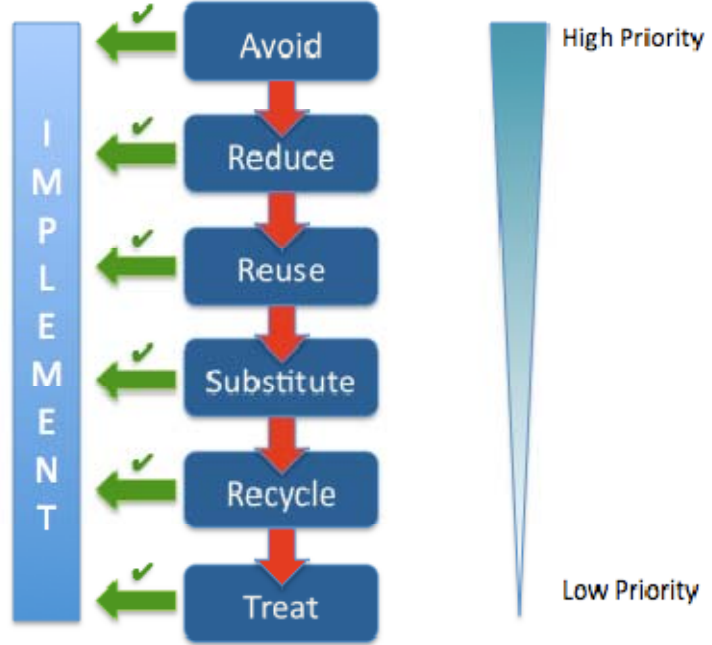 Avoid
High Priority
Reduce
Reuse
Substitute
Recycle
Treat
Low Priority
IMPLEMENT